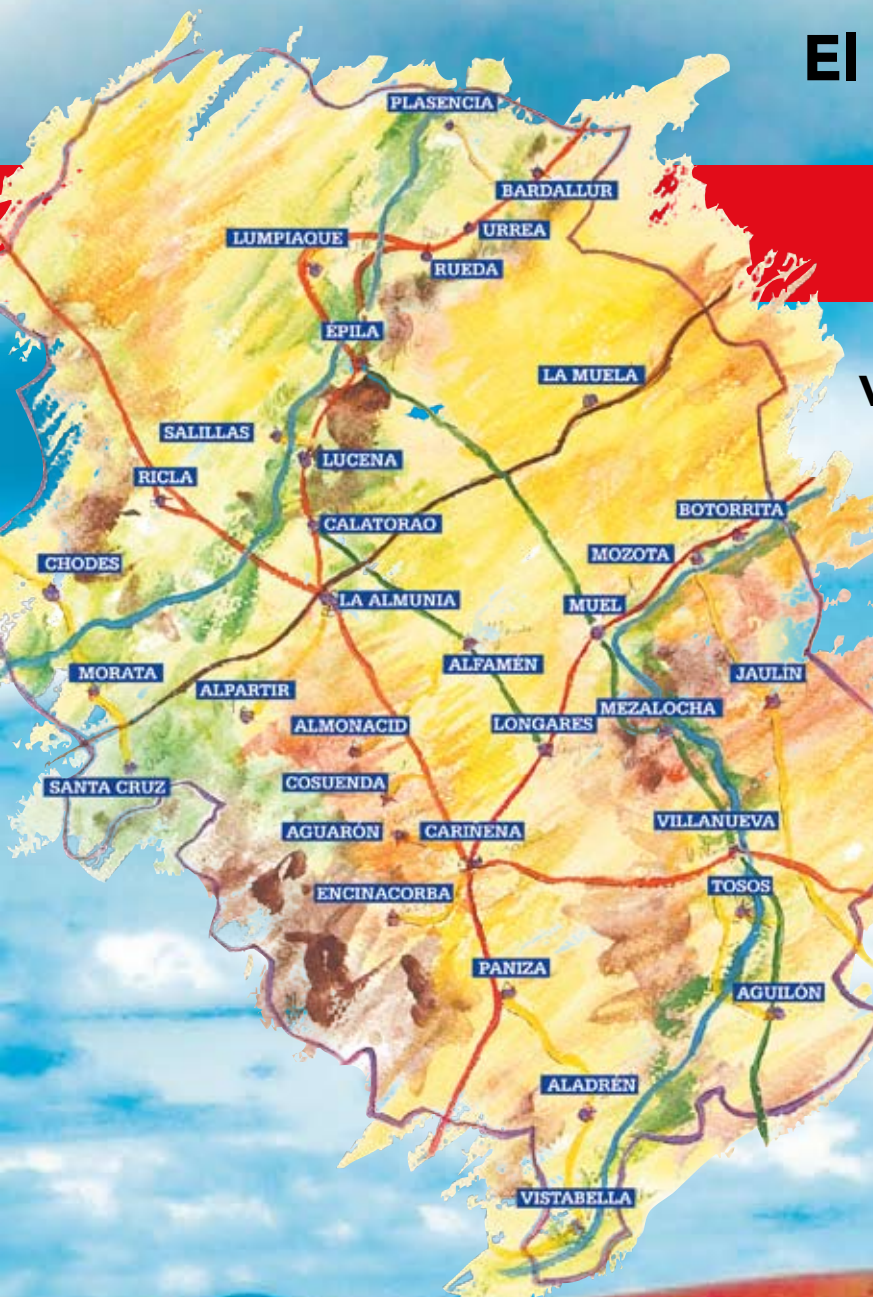 El
PLASENCIA
BARDALLUR
URREA
LUMPIAQUE
RUEDA
ÉPILA
LA MUELA
V
SALILLAS
LUCENA
RICLA
BOTORRITA
CALATORAO
MOZOTA
CHODES
LA ALMUNIA
MUEL
ALFAMÉN
MORATA
JAULÍN
ALPARTIR
MEZALOCHA
ALMONACID
LONGARES
COSUENDA
SANTA CRUZ
VILLANUEVA
AGUARÓN
CARIÑENA
TOSOS
ENCINACORBA
PANIZA
AGUILÓN
ALADRÉN
VISTABELLA